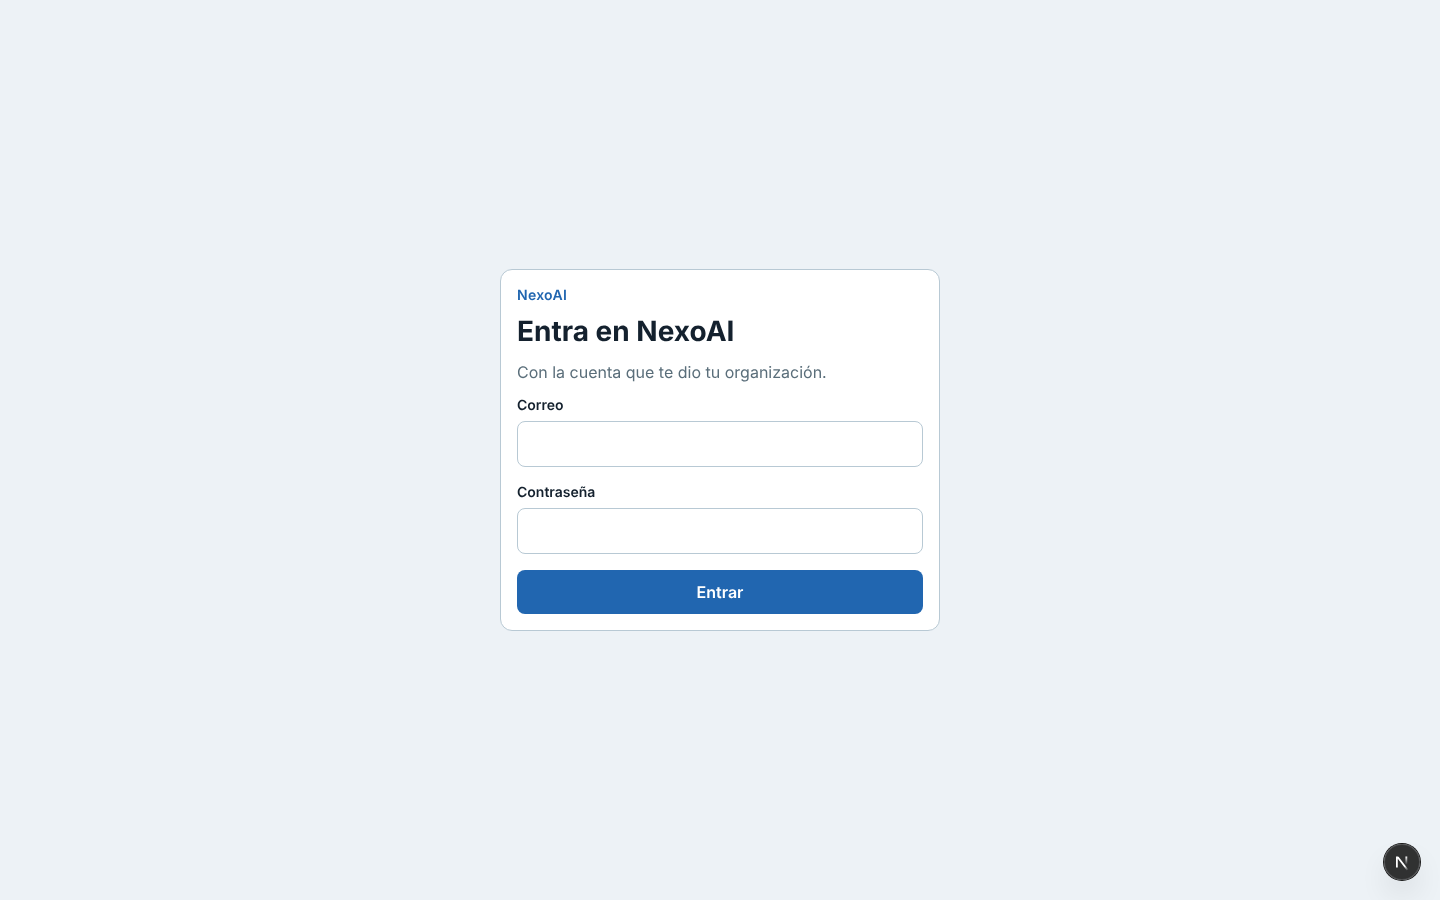 NexoAI
Entra en NexoAI
Con la cuenta que te dio tu organización.
Correo
Contraseña
Entrar
N